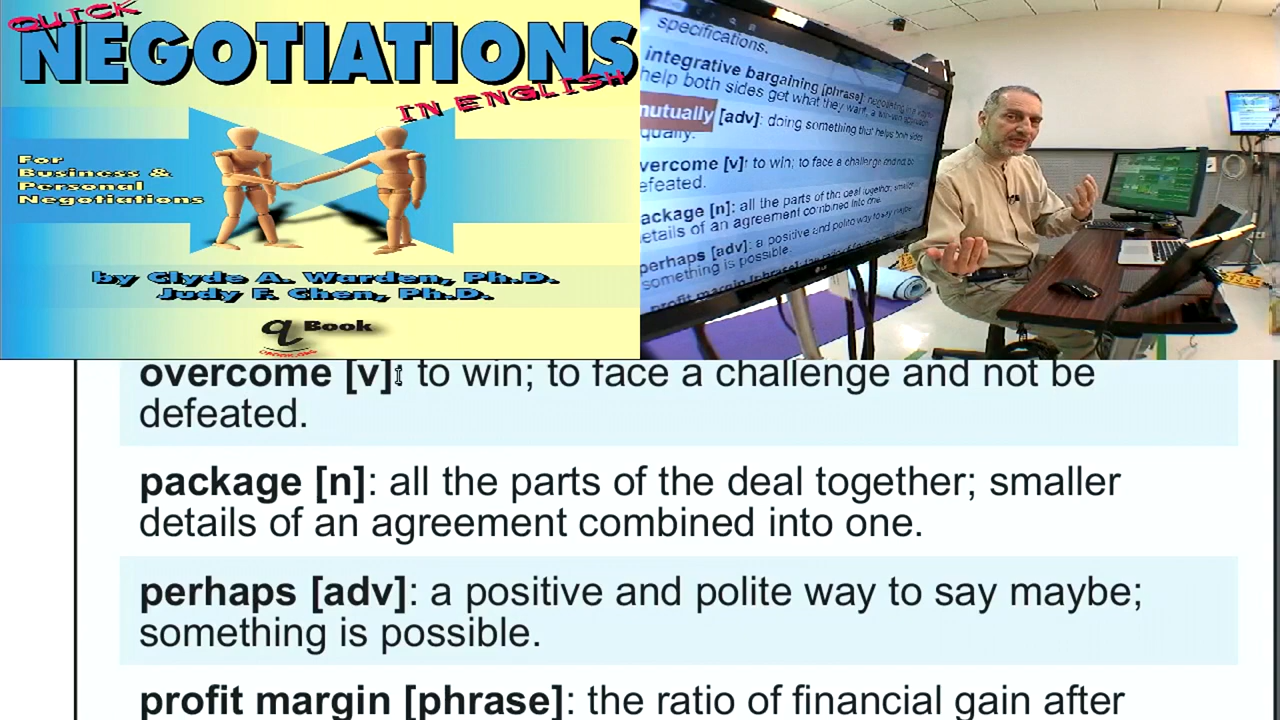 QUICK
NEGOTIATIONS
IN ENGLISH
For
Business &
Personal
Negotiations
by Clyde A. Warden, Ph.D.
Judy F. Chen, Ph.D.
q Book
specifications.
integrative bargaining [phrase]: negotiating in a
help both sides get what they want; a win-win approach
mutually [adv]: doing something that helps both sides
equally.
overcome [v]: to win; to face a challenge and not be
defeated.
package [n]: all the parts of the deal together; smaller
details of an agreement combined into one.
perhaps [adv]: a positive and polite way to say maybe;
something is possible.
profit margin [phrase]:
LG
overcome [v]: to win; to face a challenge and not be
defeated.
package [n]: all the parts of the deal together; smaller
details of an agreement combined into one.
perhaps [adv]: a positive and polite way to say maybe;
something is possible.
profit margin [phrase]: the ratio of financial gain after